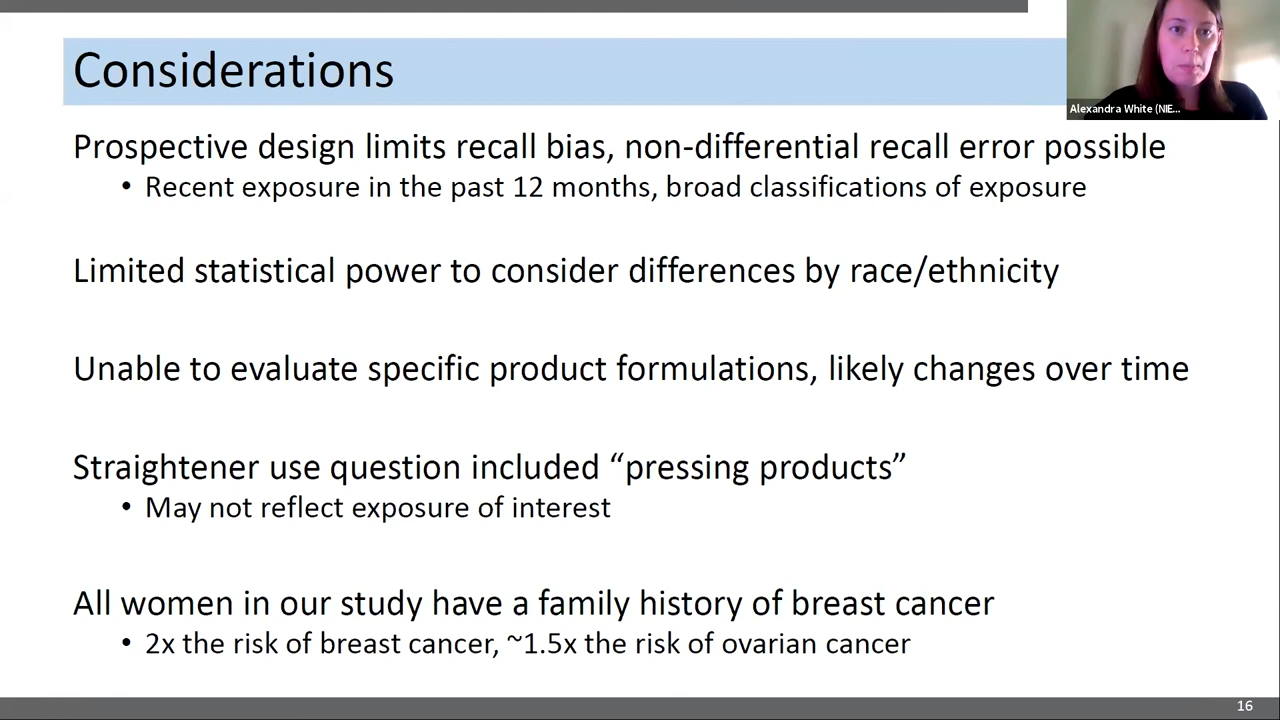 Considerations
Alexandra White (NIE...
Prospective design limits recall bias, non-differential recall error possible
• Recent exposure in the past 12 months, broad classifications of exposure
Limited statistical power to consider differences by race/ethnicity
Unable to evaluate specific product formulations, likely changes over time
Straightener use question included “pressing products”
• May not reflect exposure of interest
All women in our study have a family history of breast cancer
• 2x the risk of breast cancer, ~1.5x the risk of ovarian cancer
16